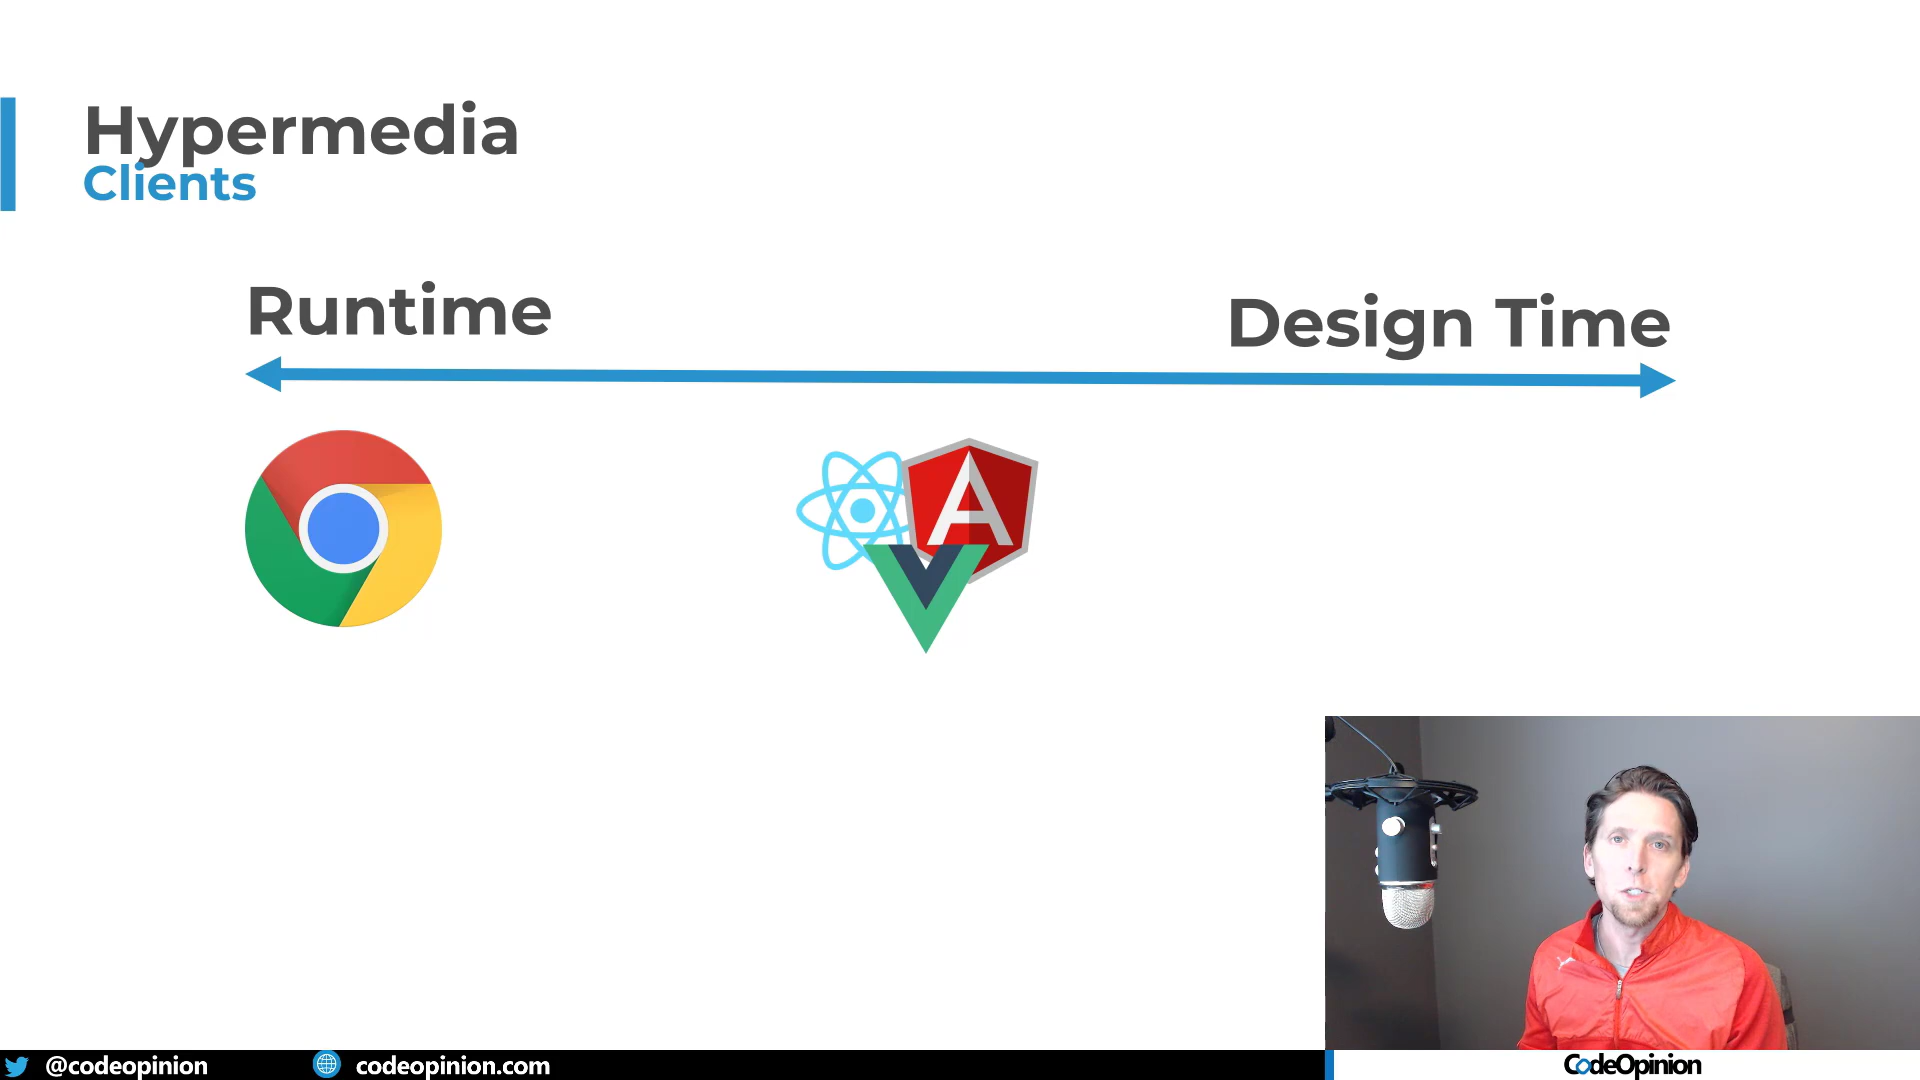 Hypermedia
Clients
Runtime
Design Time
A
@codeopinion
codeopinion.com
CodeOpinion